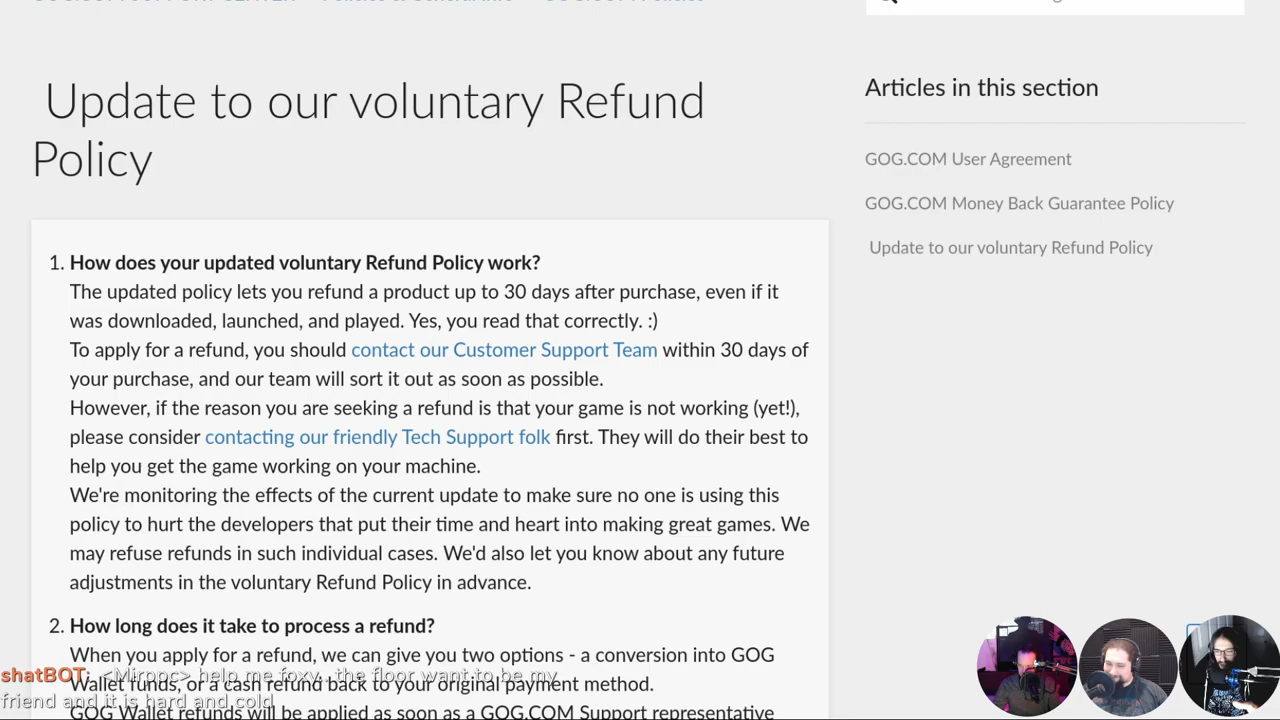 Update to our voluntary Refund
Policy
Articles in this section
GOG.COM User Agreement
GOG.COM Money Back Guarantee Policy
Update to our voluntary Refund Policy
1. How does your updated voluntary Refund Policy work?
The updated policy lets you refund a product up to 30 days after purchase, even if it
was downloaded, launched, and played. Yes, you read that correctly. :)
To apply for a refund, you should contact our Customer Support Team within 30 days of
your purchase, and our team will sort it out as soon as possible.
However, if the reason you are seeking a refund is that your game is not working (yet!),
please consider contacting our friendly Tech Support folk first. They will do their best to
help you get the game working on your machine.
We're monitoring the effects of the current update to make sure no one is using this
policy to hurt the developers that put their time and heart into making great games. We
may refuse refunds in such individual cases. We'd also let you know about any future
adjustments in the voluntary Refund Policy in advance.
2. How long does it take to process a refund?
When you apply for a refund, we can give you two options - a conversion into GOG
Wallet funds, or a cash refund back to your original payment method.
GOG Wallet refunds will be applied as soon as a GOG.COM Support representative
shatBOT: <Mirppc> help me foxy.. the floor want to be my
friend and it is hard and cold